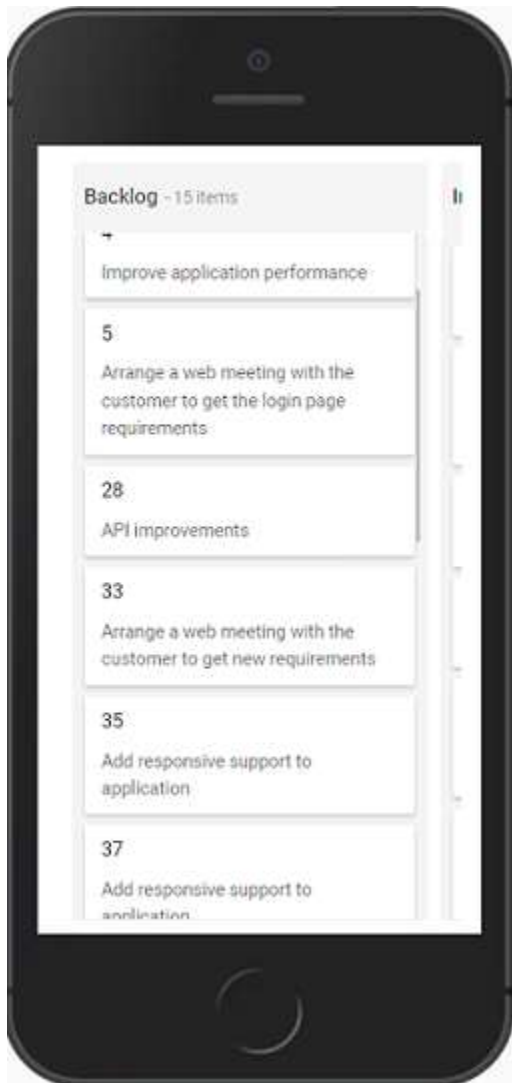 Backlog - 15 items
4
Improve application performance
5
Arrange a web meeting with the
customer to get the login page
requirements
28
API improvements
33
Arrange a web meeting with the
customer to get new requirements
35
Add responsive support to
application
37
Add responsive support to
application